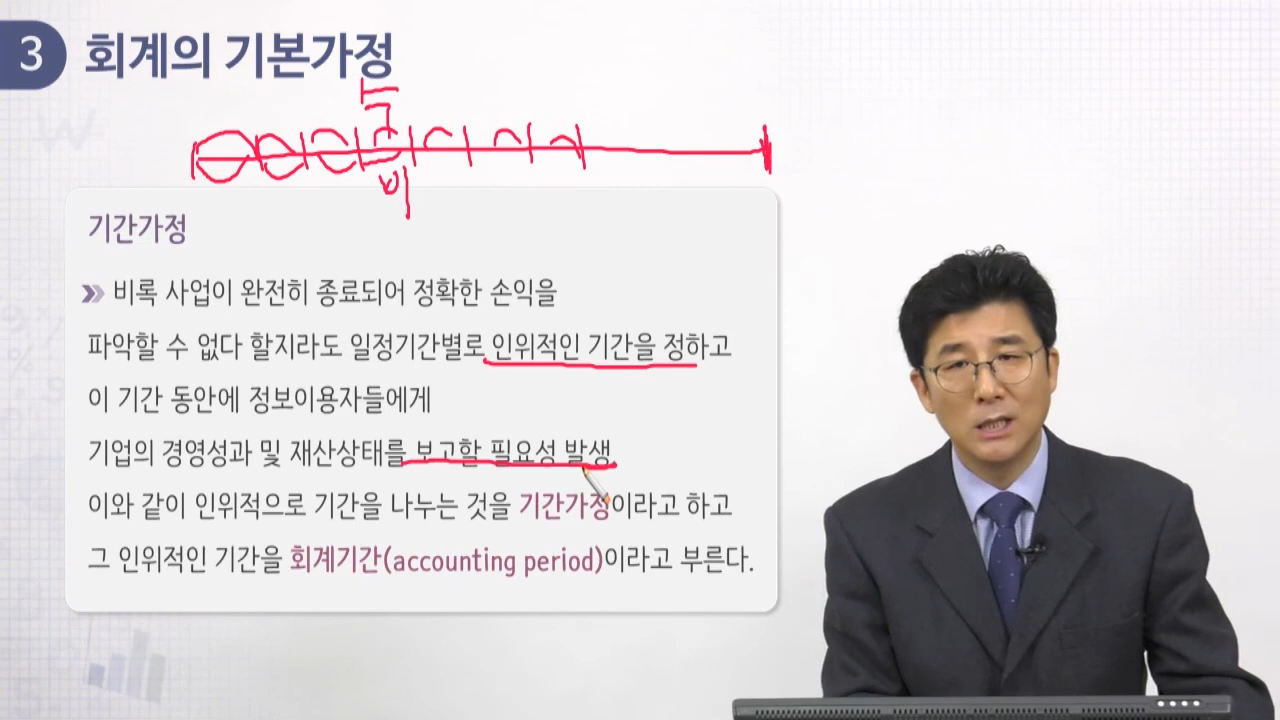 3 회계의 기본가정
비
기간가정
비록 사업이 완전히 종료되어 정확한 손익을
파악할 수 없다 할지라도 일정기간별로 인위적인 기간을 정하고
이 기간 동안에 정보이용자들에게
기업의 경영성과 및 재산상태를 보고할 필요성 발생
이와 같이 인위적으로 기간을 나누는 것을 기간가정이라고 하고
그 인위적인 기간을 회계기간(accounting period)이라고 부른다.